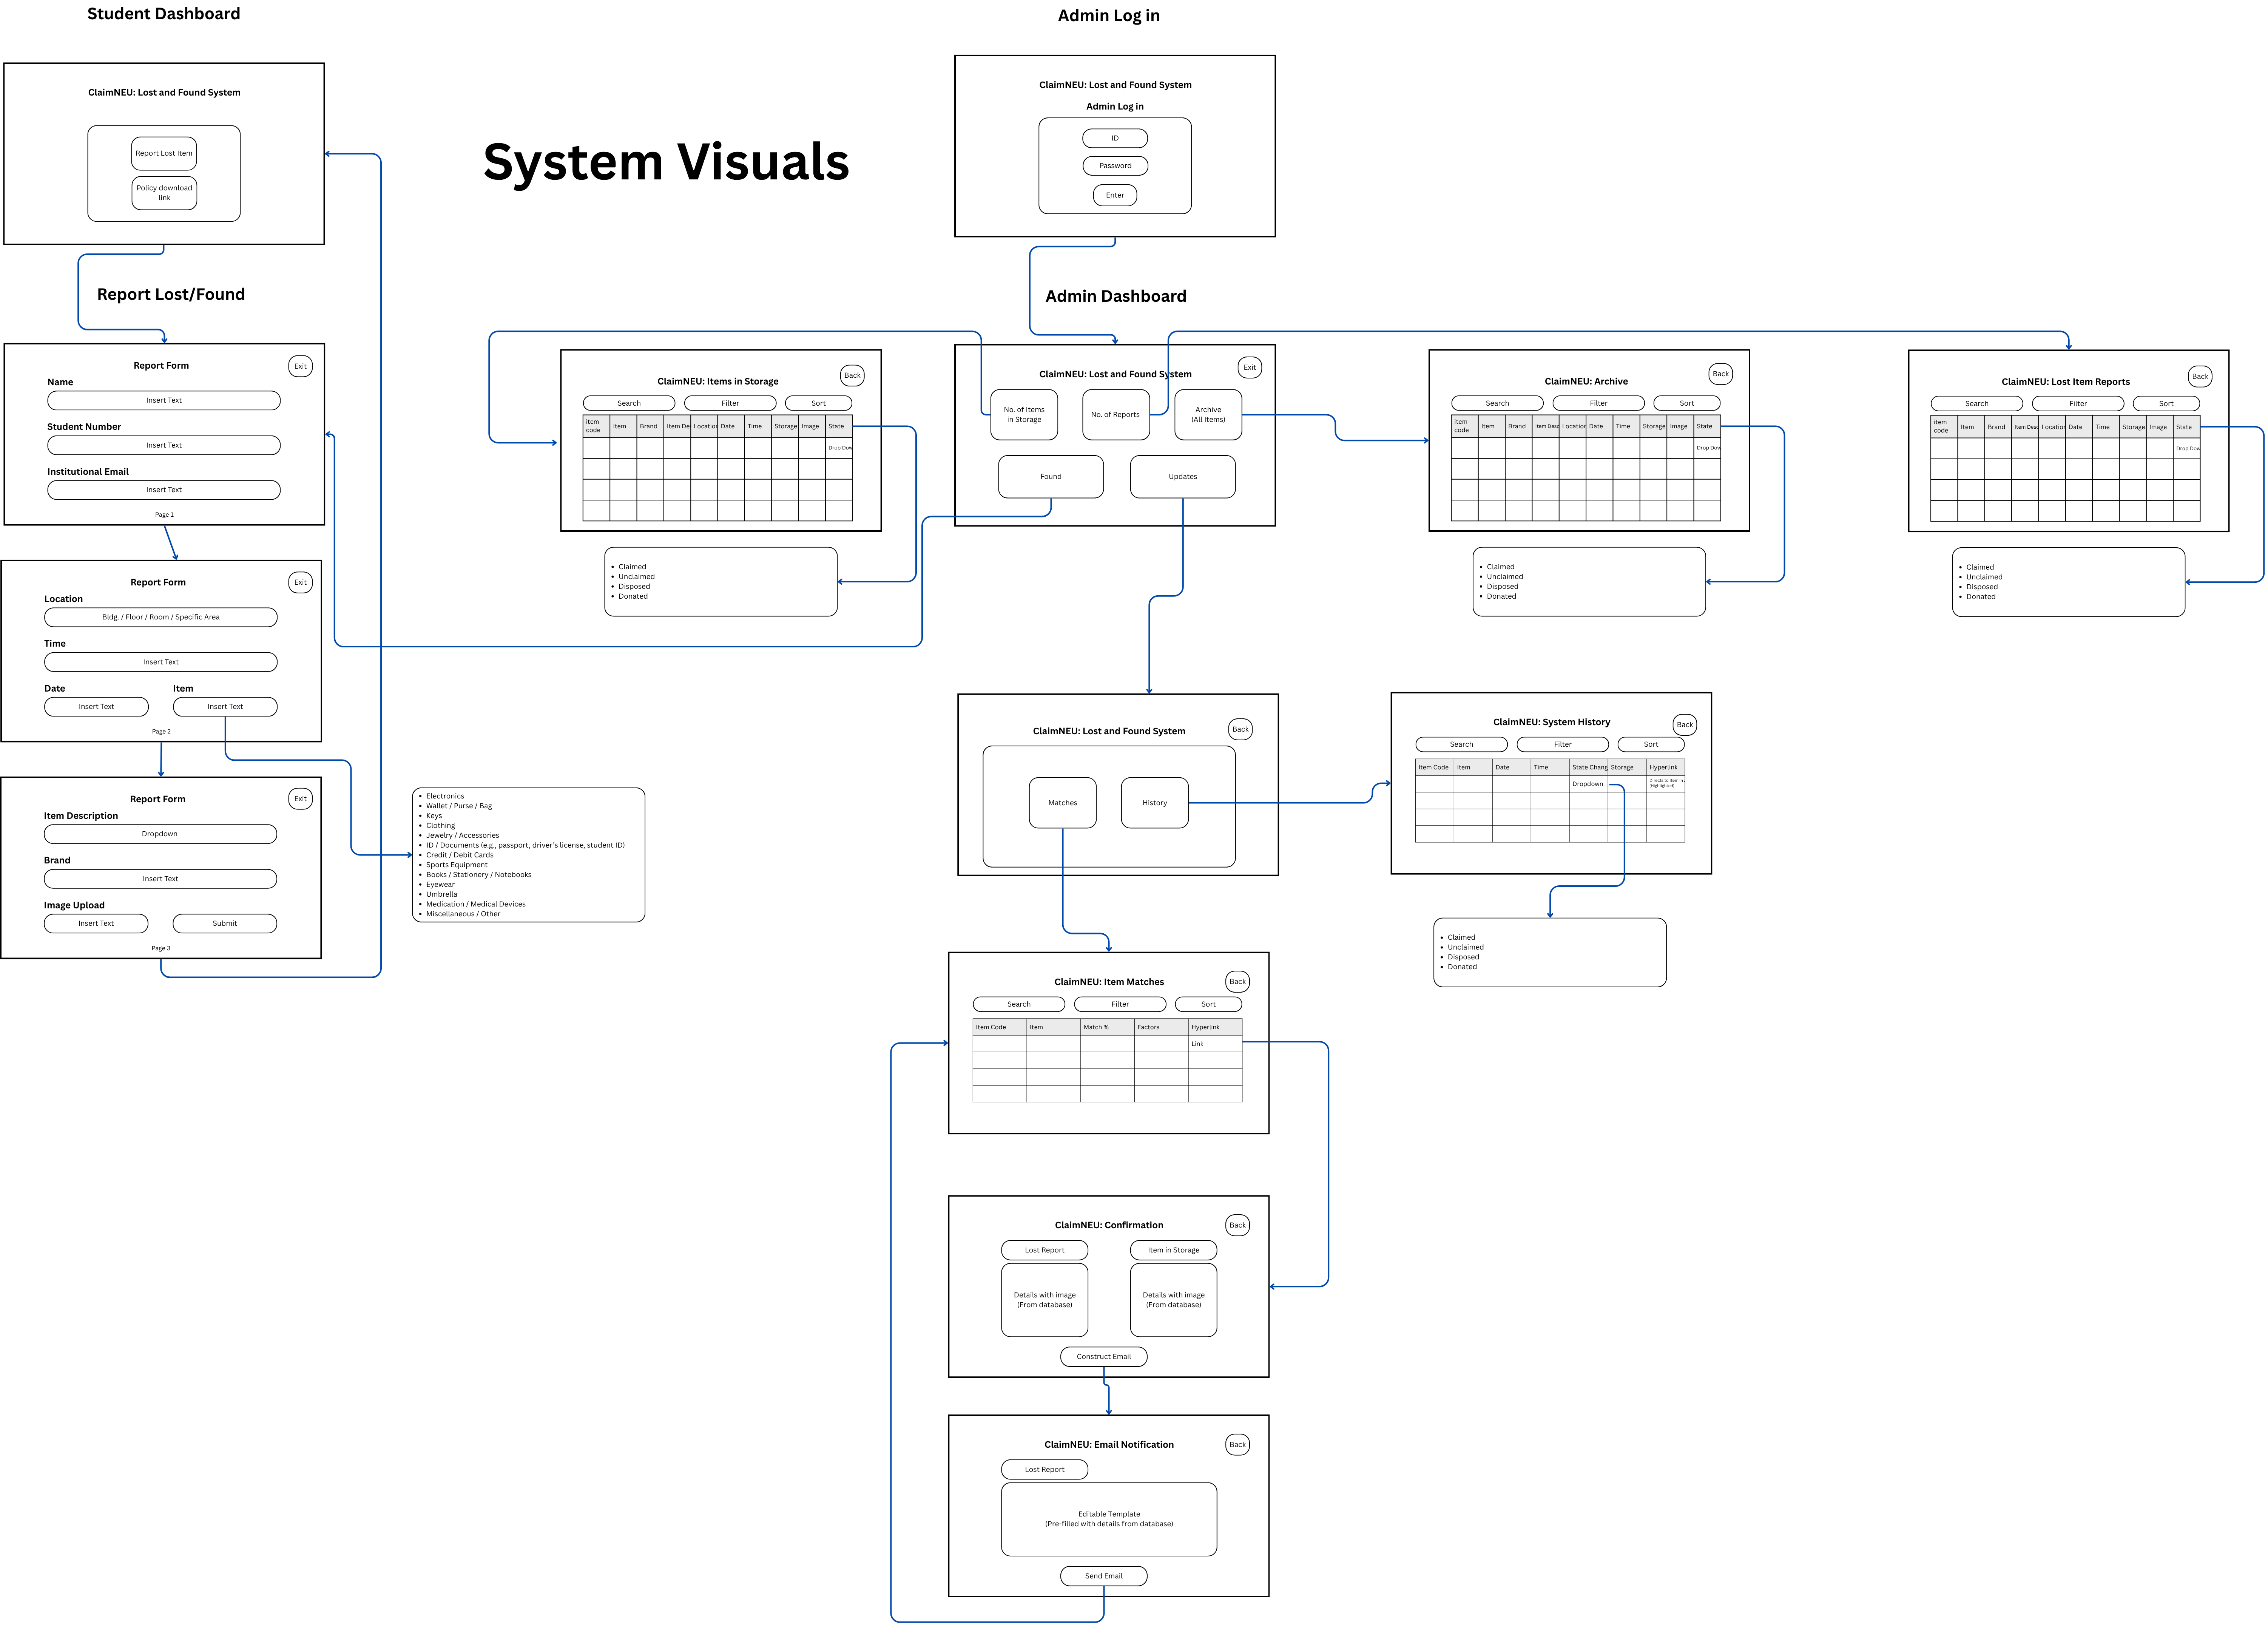 Student Dashboard
Admin Log in
System Visuals
ClaimNEU: Lost and Found System
Report Lost Item
Policy download
link
ClaimNEU: Lost and Found System
Admin Log in
ID
Password
Enter
Report Lost/Found
Report Form
Exit
Name
Insert Text
Student Number
Insert Text
Institutional Email
Insert Text
Page 1
Report Form
Exit
Location
Bldg. / Floor / Room / Specific Area
Time
Insert Text
Date
Item
Insert Text
Insert Text
Page 2
Report Form
Exit
Item Description
Dropdown
Brand
Insert Text
Image Upload
Insert Text
Submit
Page 3
• Electronics
• Wallet / Purse / Bag
• Keys
• Clothing
• Jewelry / Accessories
• ID / Documents (e.g., passport, driver's license, student ID)
• Credit / Debit Cards
• Sports Equipment
• Books / Stationery / Notebooks
• Eyewear
• Umbrella
• Medication / Medical Devices
• Miscellaneous / Other
Admin Dashboard
ClaimNEU: Items in Storage
Back
Search
Filter
Sort
item
code
Item
Brand
Item Des
Location
Date
Time
Storage
Image
State
Drop Dow
• Claimed
• Unclaimed
• Disposed
• Donated
ClaimNEU: Lost and Found System
Exit
No. of Items
in Storage
No. of Reports
Archive
(All Items)
Found
Updates
ClaimNEU: Archive
Back
Search
Filter
Sort
item
code
Item
Brand
Item Desc
Location
Date
Time
Storage
Image
State
Drop Dow
• Claimed
• Unclaimed
• Disposed
• Donated
ClaimNEU: Lost Item Reports
Back
Search
Filter
Sort
item
code
Item
Brand
Item Desc
Location
Date
Time
Storage
Image
State
Drop Dow
• Claimed
• Unclaimed
• Disposed
• Donated
ClaimNEU: Lost and Found System
Back
Matches
History
ClaimNEU: System History
Back
Search
Filter
Sort
Item Code
Item
Date
Time
State Chang
Storage
Hyperlink
Dropdown
Directs to item in
(Highlighted)
• Claimed
• Unclaimed
• Disposed
• Donated
ClaimNEU: Item Matches
Back
Search
Filter
Sort
Item Code
Item
Match %
Factors
Hyperlink
Link
ClaimNEU: Confirmation
Back
Lost Report
Item in Storage
Details with image
(From database)
Details with image
(From database)
Construct Email
ClaimNEU: Email Notification
Back
Lost Report
Editable Template
(Pre-filled with details from database)
Send Email